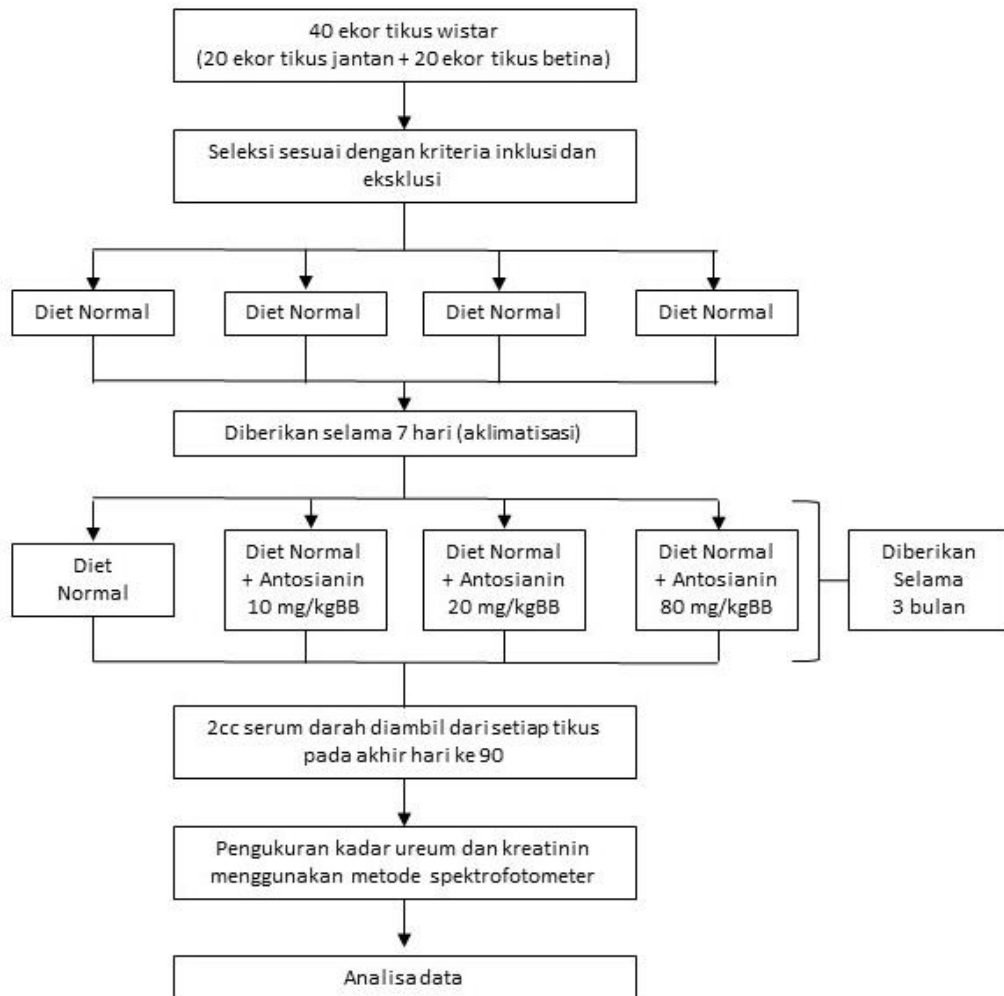 40 ekor tikus wistar
(20 ekor tikus jantan + 20 ekor tikus betina)
Seleksi sesuai dengan kriteria inklusi dan
eksklusi
Diet Normal
Diet Normal
Diet Normal
Diet Normal
Diberikan selama 7 hari (aklimatisasi)
Diet
Normal
Diet Normal
+ Antosianin
10 mg/kgBB
Diet Normal
+ Antosianin
20 mg/kgBB
Diet Normal
+ Antosianin
80 mg/kgBB
Diberikan
Selama
3 bulan
2cc serum darah diambil dari setiap tikus
pada akhir hari ke 90
Pengukuran kadar ureum dan kreatinin
menggunakan metode spektrofotometer
Analisa data